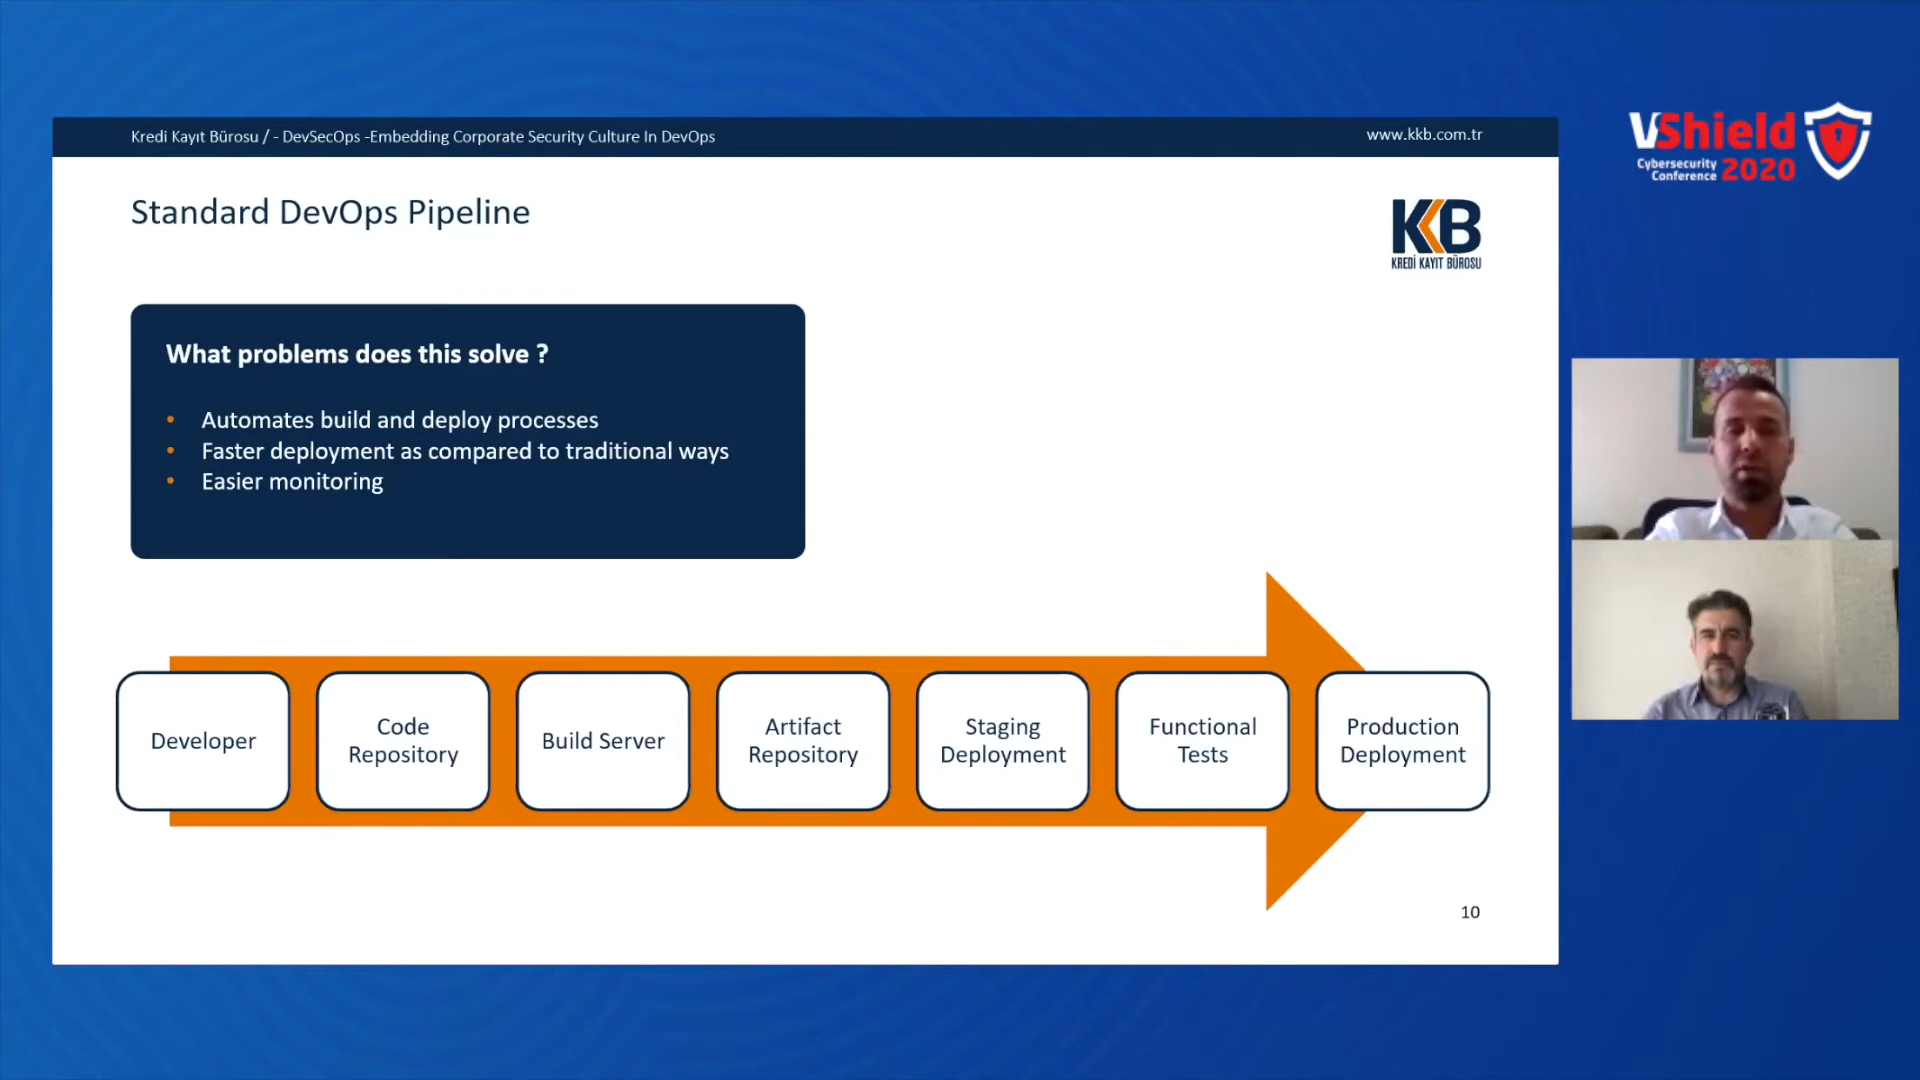 Kredi Kayıt Bürosu / - DevSecOps -Embedding Corporate Security Culture In DevOps
www.kkb.com.tr
VShield
Cybersecurity
Conference 2020
Standard DevOps Pipeline
KKB
KREDİ KAYIT BÜROSU
What problems does this solve ?
• Automates build and deploy processes
• Faster deployment as compared to traditional ways
• Easier monitoring
Developer
Code
Repository
Build Server
Artifact
Repository
Staging
Deployment
Functional
Tests
Production
Deployment
10